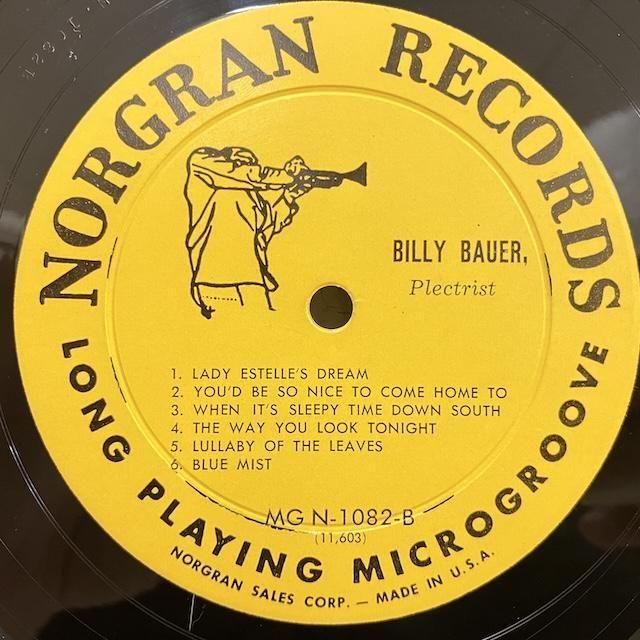 NORGRAN RECORDS
BILLY BAUER,
Plectrist
1. LADY ESTELLE'S DREAM
2. YOU'D BE SO NICE TO COME HOME TO
3. WHEN IT'S SLEEPY TIME DOWN SOUTH
4. THE WAY YOU LOOK TONIGHT
5. LULLABY OF THE LEAVES
6. BLUE MIST
MG N-1082-B
(11,603)
LONG PLAYING MICROGROOVE
NORGRAN SALES CORP. — MADE IN U.S.A.